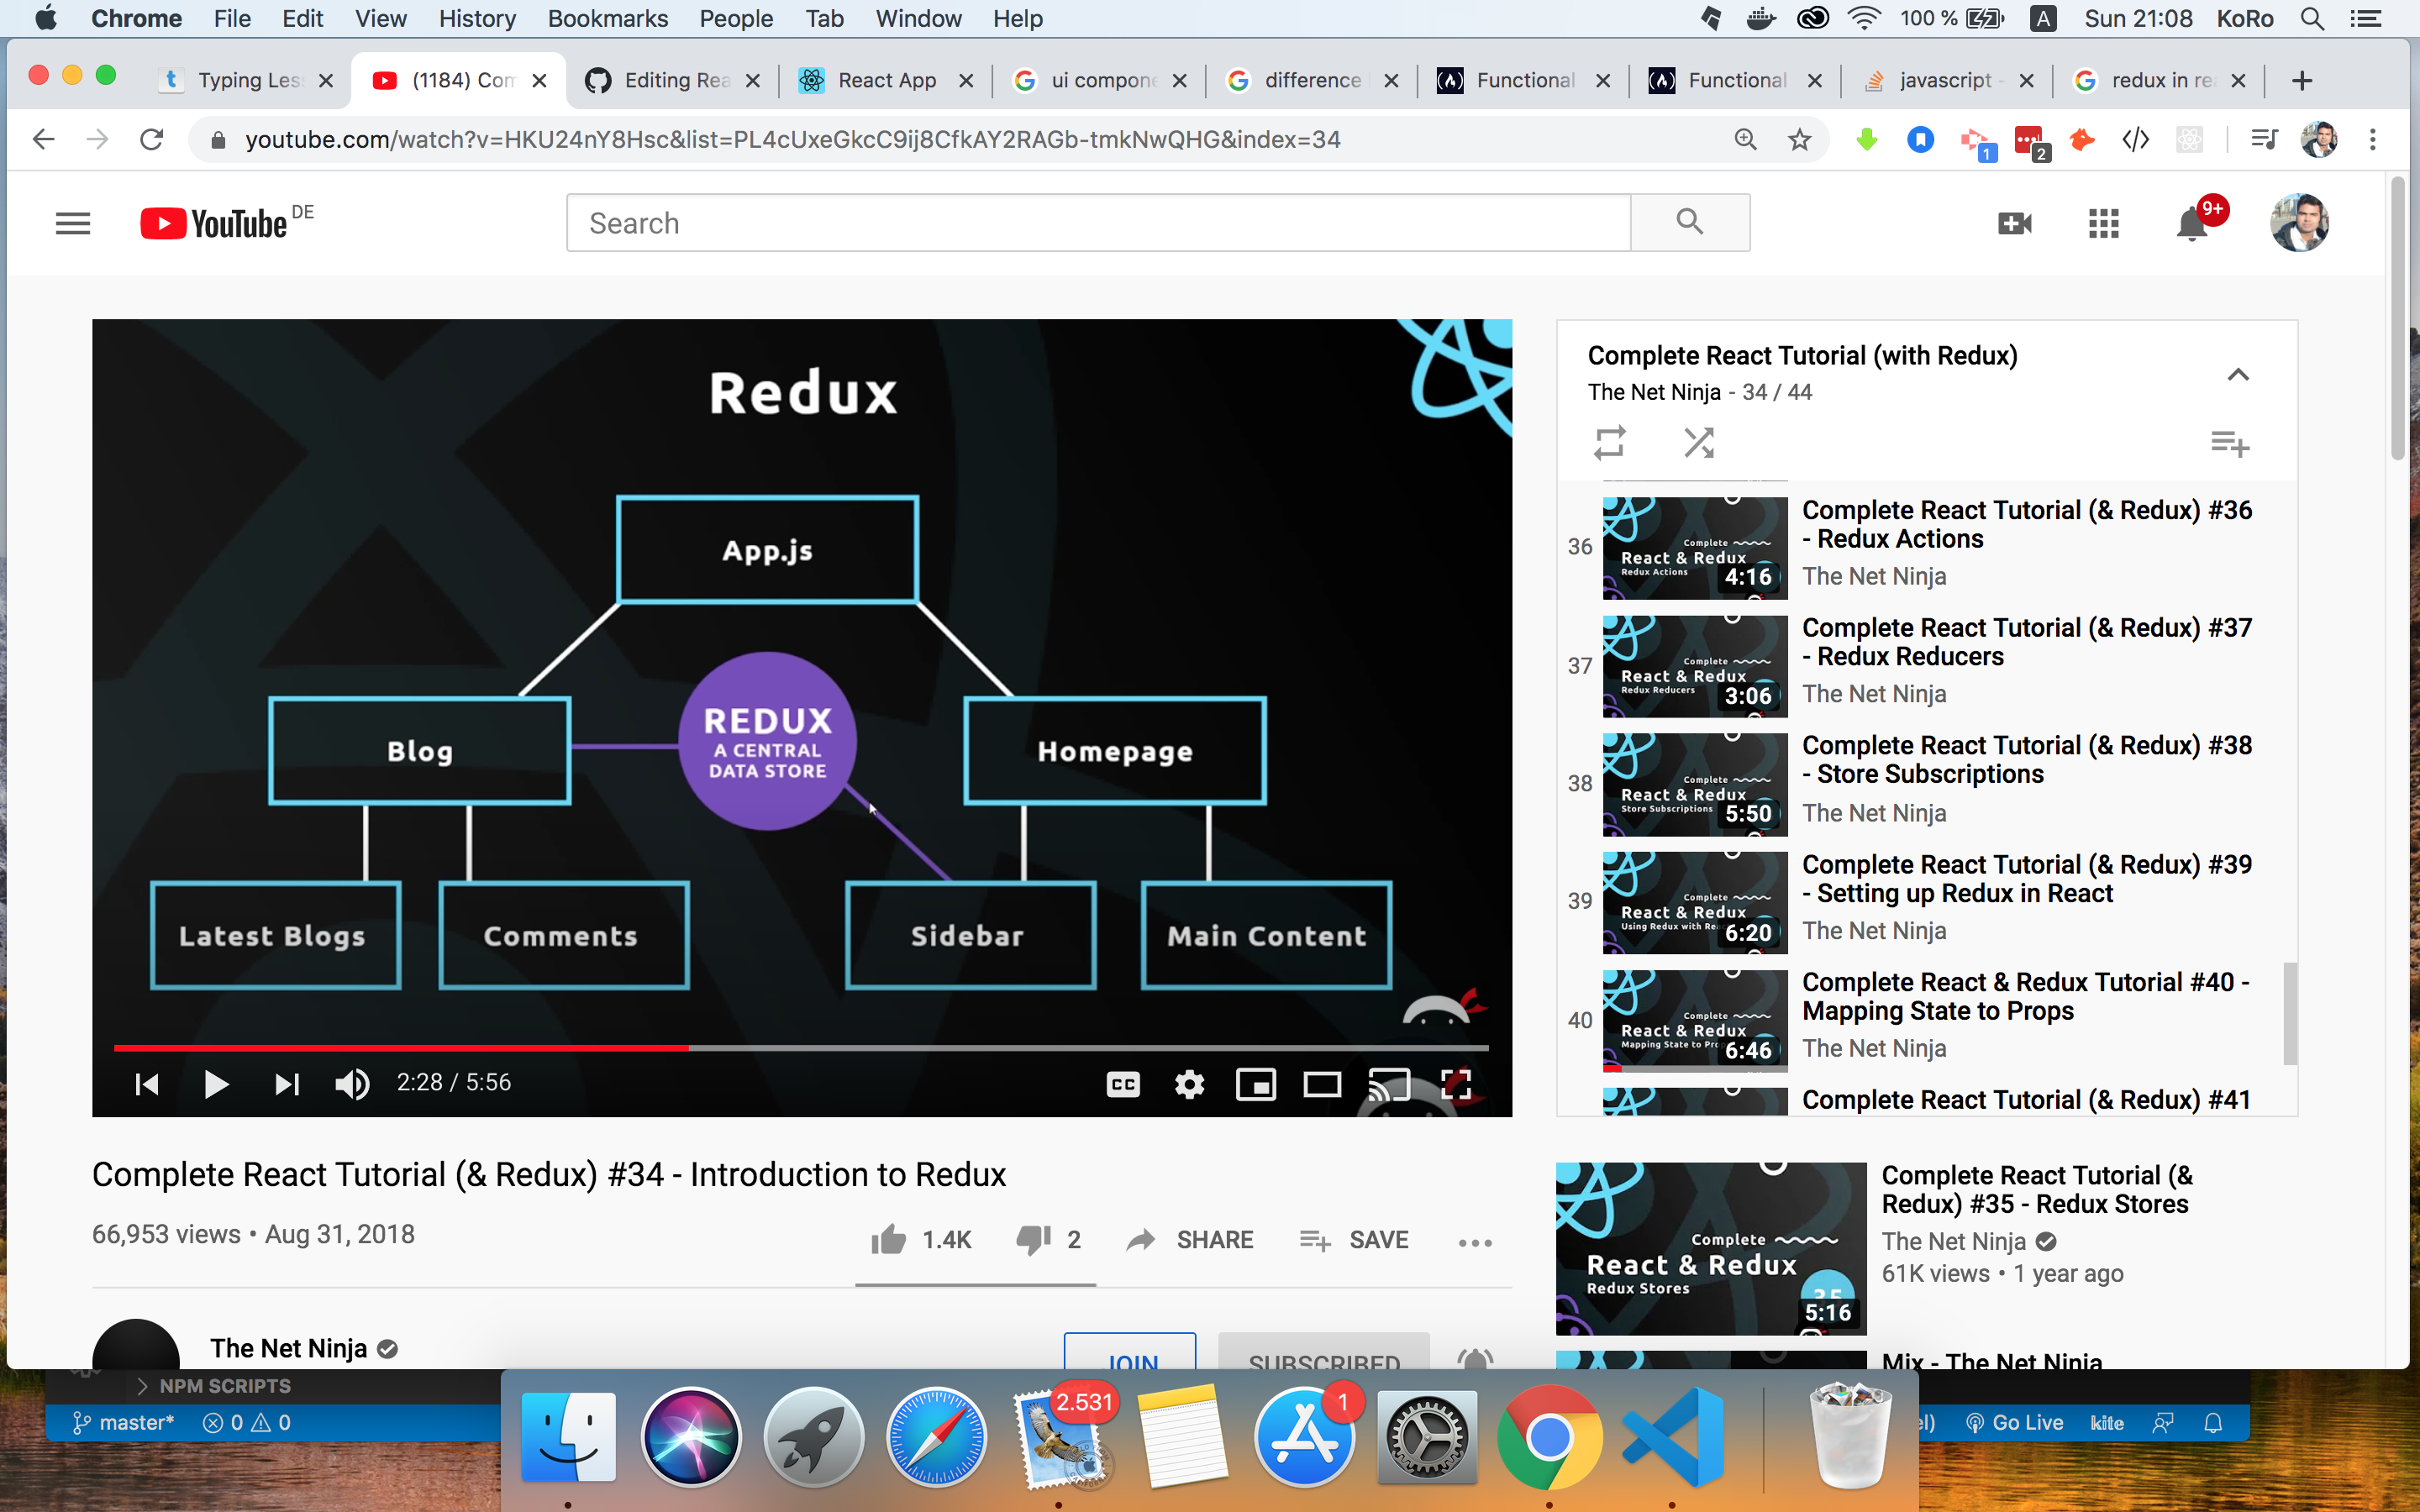 Chrome File Edit View History Bookmarks People Tab Window Help
100 % A Sun 21:08 KoRo
Typing Les (1184) Com Editing Rea React App ui compone difference Functional Functional javascript - redux in re
youtube.com/watch?v=HKU24nY8Hsc&list=PL4cUxeGkcC9ij8CfkAY2RAGb-tmkNwQHG&index=34
1 2
YouTube DE
Search
9+
Redux
App.js
REDUX
A CENTRAL
DATA STORE
Blog
Homepage
Latest Blogs
Comments
Sidebar
Main Content
2:28 / 5:56
CC
Complete React Tutorial (with Redux)
The Net Ninja - 34 / 44
36
Complete
React & Redux
Redux Actions
4:16
Complete React Tutorial (& Redux) #36
- Redux Actions
The Net Ninja
37
Complete
React & Redux
Redux Reducers
3:06
Complete React Tutorial (& Redux) #37
- Redux Reducers
The Net Ninja
38
Complete
React & Redux
Store Subscriptions
5:50
Complete React Tutorial (& Redux) #38
- Store Subscriptions
The Net Ninja
39
Complete
React & Redux
Using Redux with Rea
6:20
Complete React Tutorial (& Redux) #39
- Setting up Redux in React
The Net Ninja
40
Complete
React & Redux
Mapping State to Pro
6:46
Complete React & Redux Tutorial #40 -
Mapping State to Props
The Net Ninja
Complete React Tutorial (& Redux) #41
Complete React Tutorial (& Redux) #34 - Introduction to Redux
66,953 views • Aug 31, 2018
1.4K 2 SHARE SAVE
The Net Ninja
JOIN
SUBSCRIBED
Complete
React & Redux
Redux Stores
35
5:16
Complete React Tutorial (&
Redux) #35 - Redux Stores
The Net Ninja
61K views • 1 year ago
Mix - The Net Ninja
NPM SCRIPTS
master* 0 0
2.531
1
el) Go Live kite